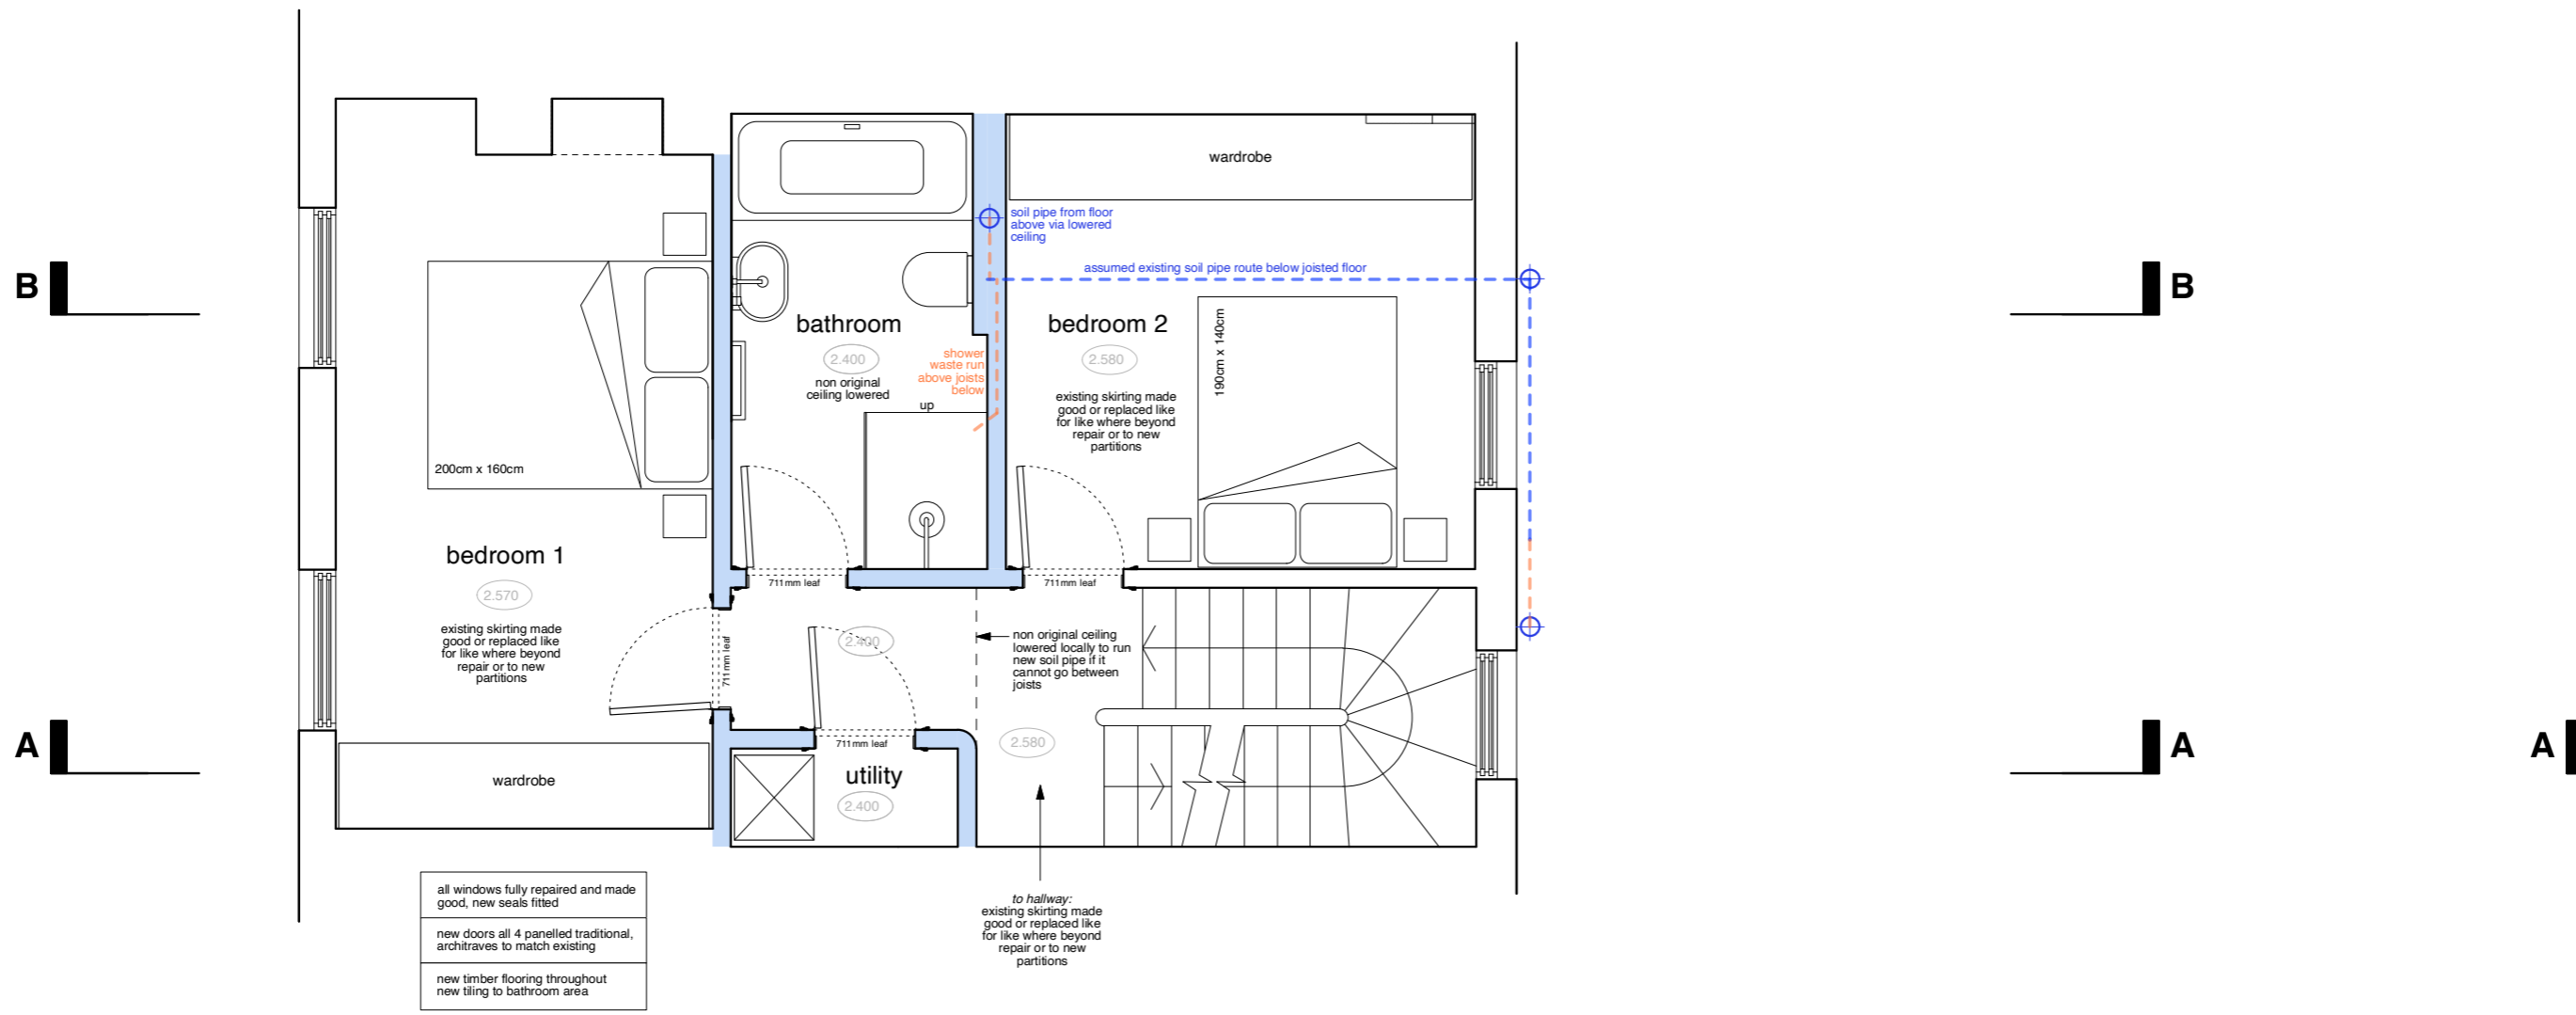 wardrobe
soil pipe from floor
above via lowered
ceiling
assumed existing soil pipe route below joisted floor
B
B
bathroom
2.400
non original
ceiling lowered
shower
waste run
above joists
below
up
bedroom 2
2.580
existing skirting made
good or replaced like
for like where beyond
repair or to new
partitions
190cm x 140cm
200cm x 160cm
bedroom 1
2.570
existing skirting made
good or replaced like
for like where beyond
repair or to new
partitions
711mm leaf
711mm leaf
711mm leaf
2.400
non original ceiling
lowered locally to run
new soil pipe if it
cannot go between
joists
711mm leaf
2.580
A
A
A
wardrobe
utility
2.400
all windows fully repaired and made
good, new seals fitted
new doors all 4 panelled traditional,
architraves to match existing
new timber flooring throughout
new tiling to bathroom area
to hallway:
existing skirting made
good or replaced like
for like where beyond
repair or to new
partitions